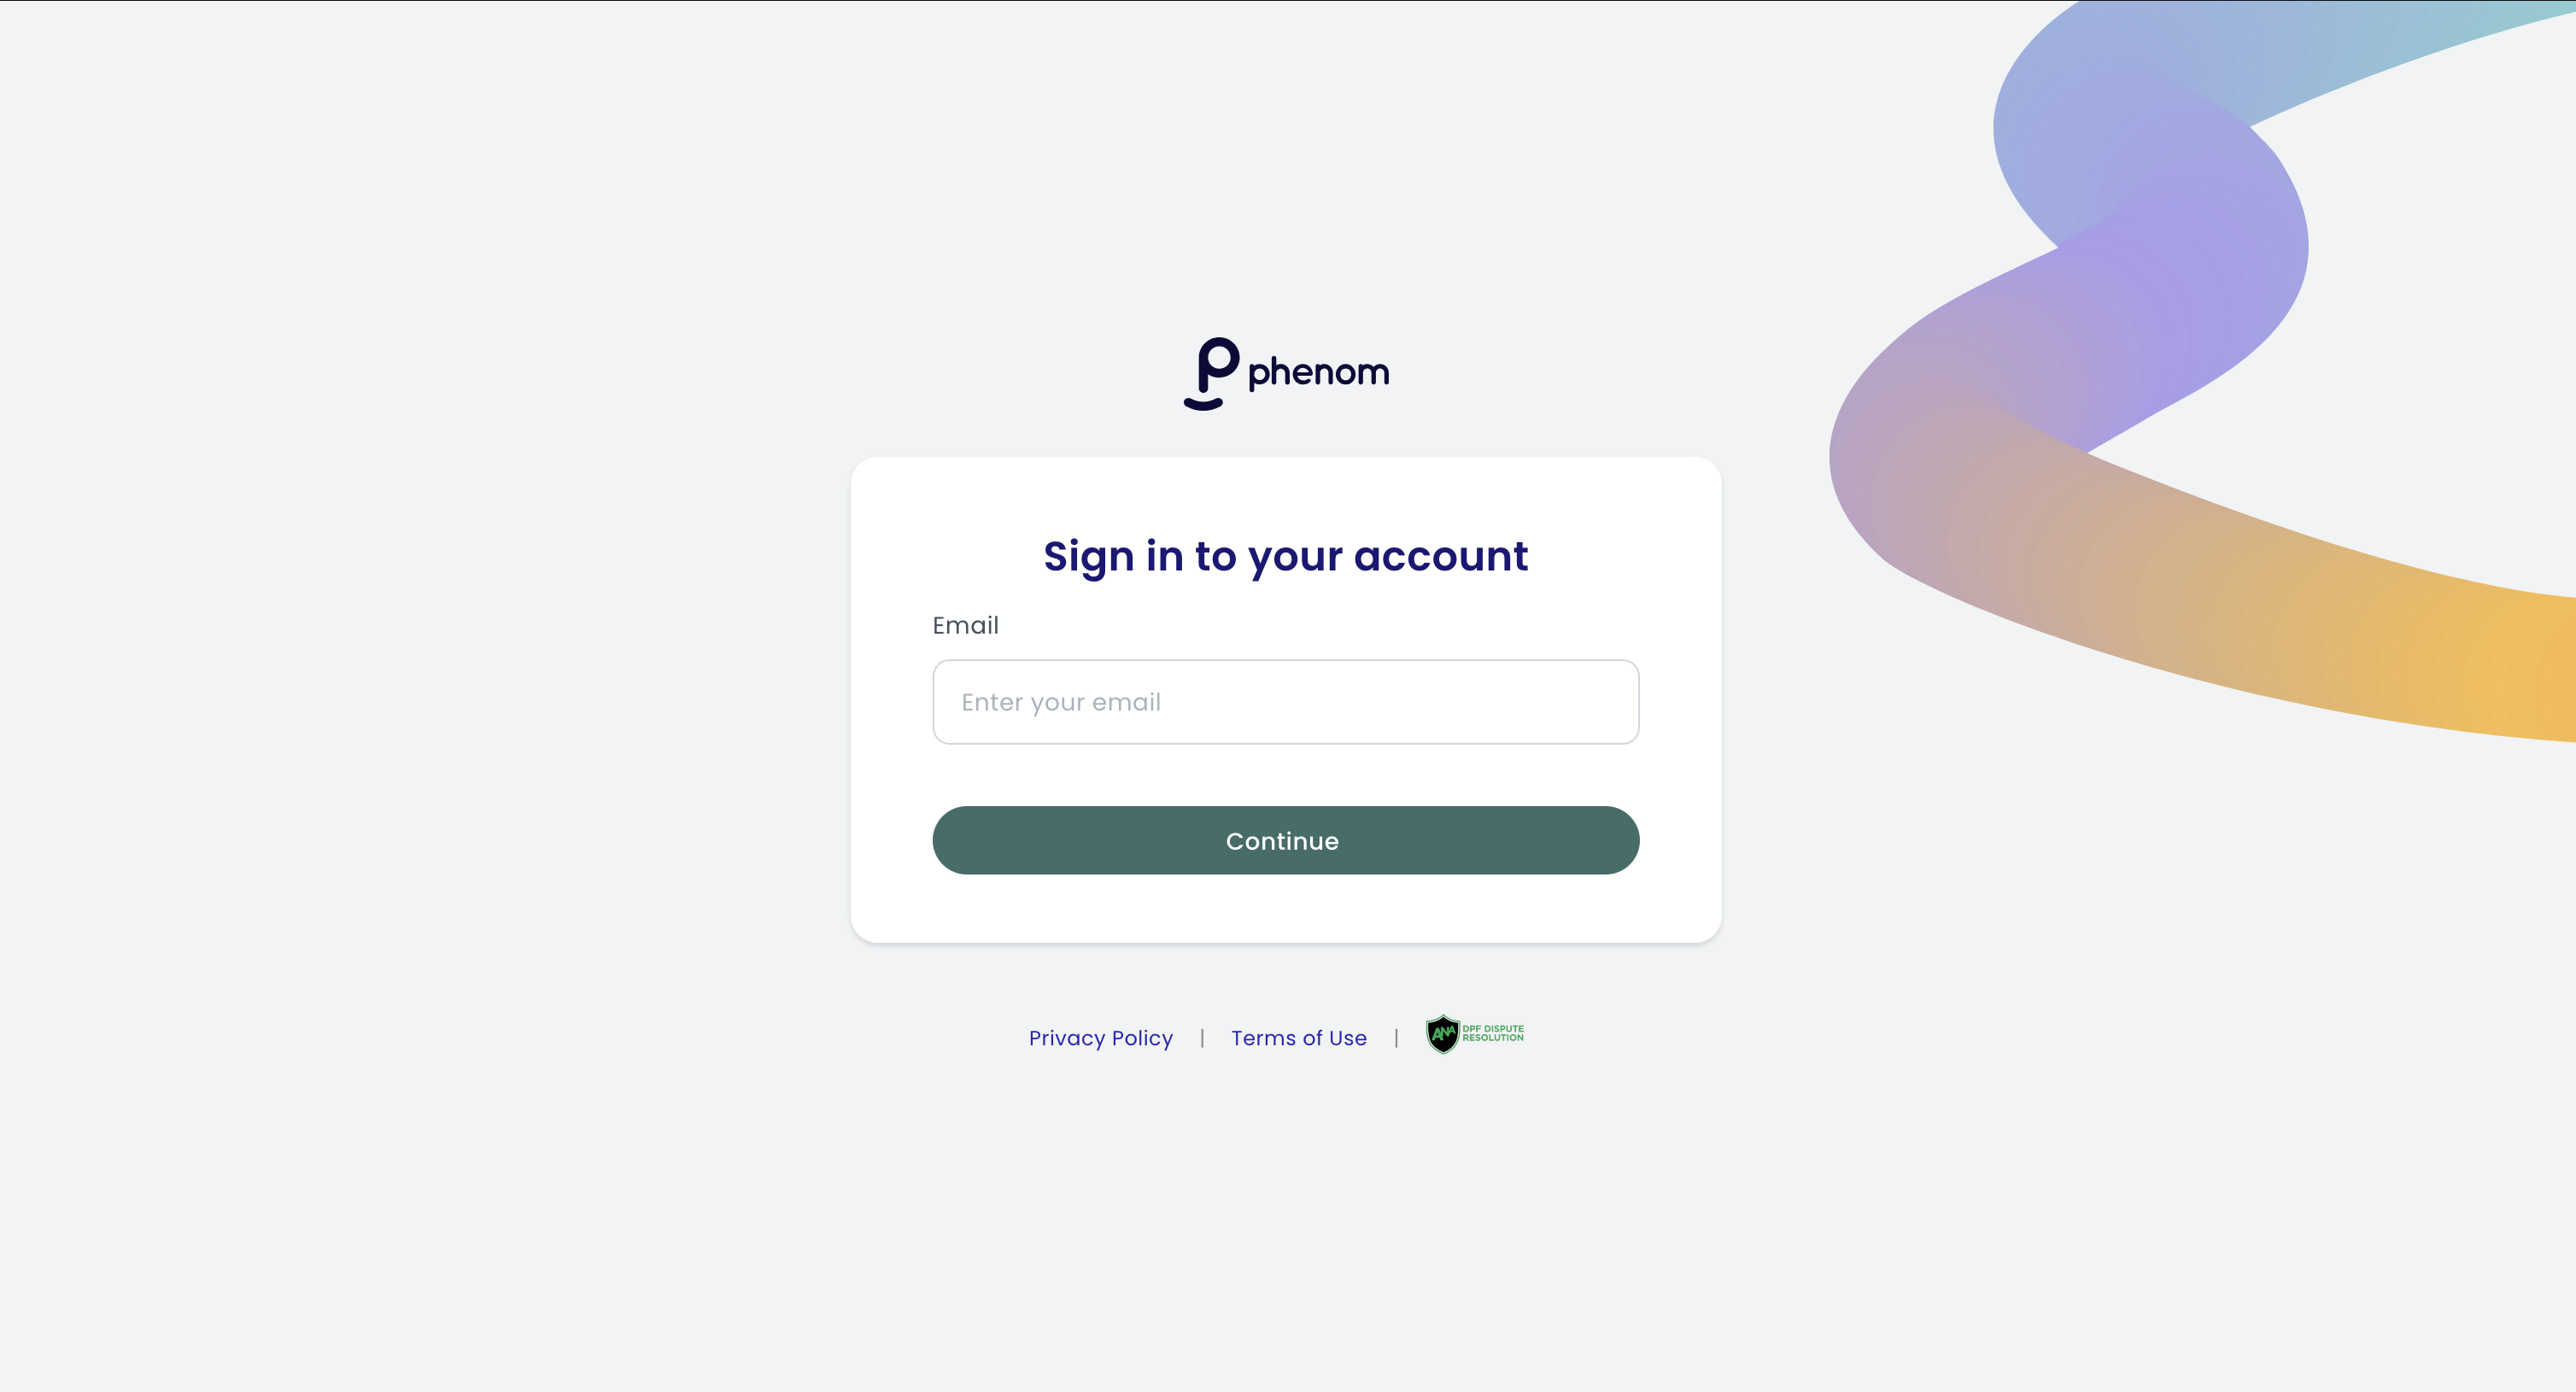 phenom
Sign in to your account
Email
Enter your email
Continue
Privacy Policy | Terms of Use | ANA DPF DISPUTE
RESOLUTION